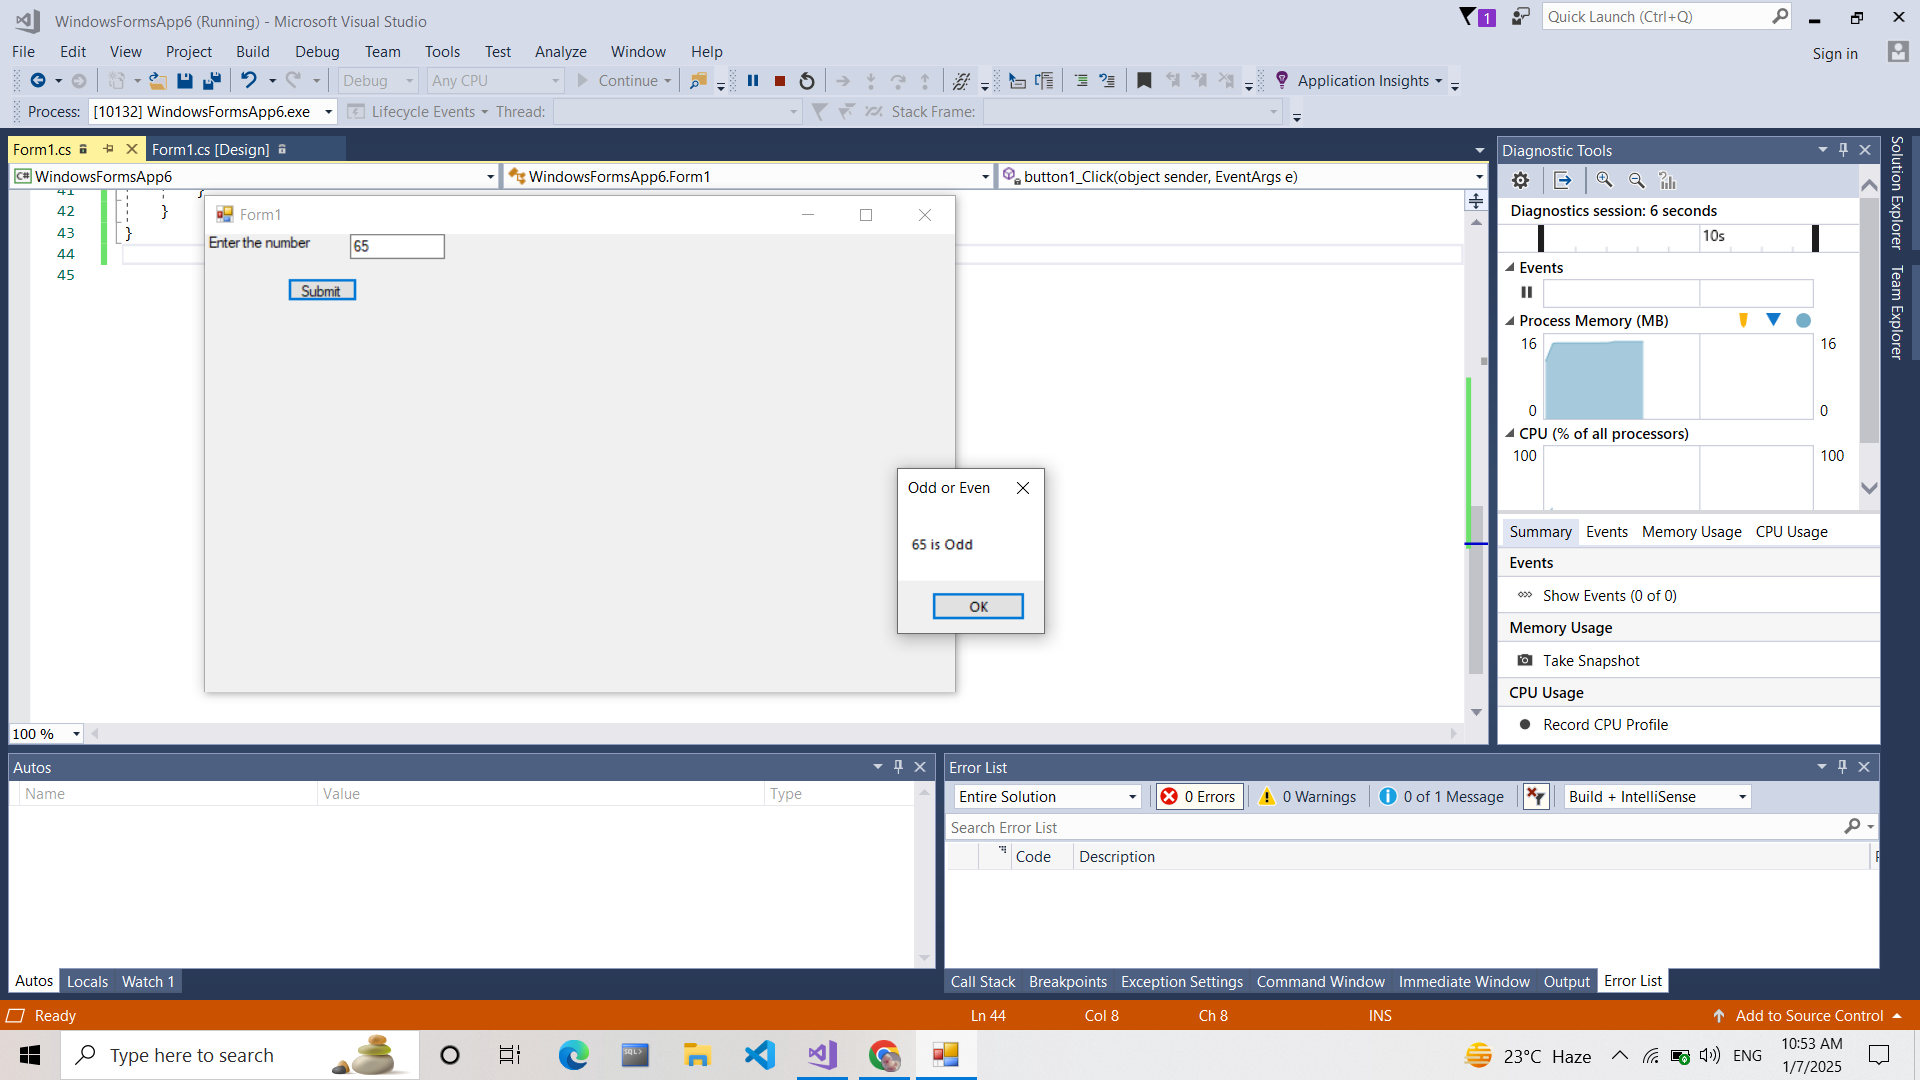 WindowsFormsApp6 (Running) - Microsoft Visual Studio
1
Quick Launch (Ctrl+Q)
File Edit View Project Build Debug Team Tools Test Analyze Window Help
Sign in
Debug Any CPU Continue Application Insights
Process: [10132] WindowsFormsApp6.exe Lifecycle Events Thread: Stack Frame:
Form1.cs Form1.cs [Design]
C# WindowsFormsApp6 WindowsFormsApp6.Form1 button1_Click(object sender, EventArgs e)
41 }
42 }
43 }
44
45
Form1
Enter the number 65
Submit
Odd or Even
65 is Odd
OK
100 %
Diagnostic Tools
Diagnostics session: 6 seconds
10s
Events
Process Memory (MB)
16 16
0 0
CPU (% of all processors)
100 100
Summary Events Memory Usage CPU Usage
Events
Show Events (0 of 0)
Memory Usage
Take Snapshot
CPU Usage
Record CPU Profile
Solution Explorer
Team Explorer
Autos
Name Value Type
Autos Locals Watch 1
Error List
Entire Solution 0 Errors 0 Warnings 0 of 1 Message Build + IntelliSense
Search Error List
Code Description
Call Stack Breakpoints Exception Settings Command Window Immediate Window Output Error List
Ready Ln 44 Col 8 Ch 8 INS Add to Source Control
Type here to search
SQL>
23°C Haze
ENG
10:53 AM
1/7/2025